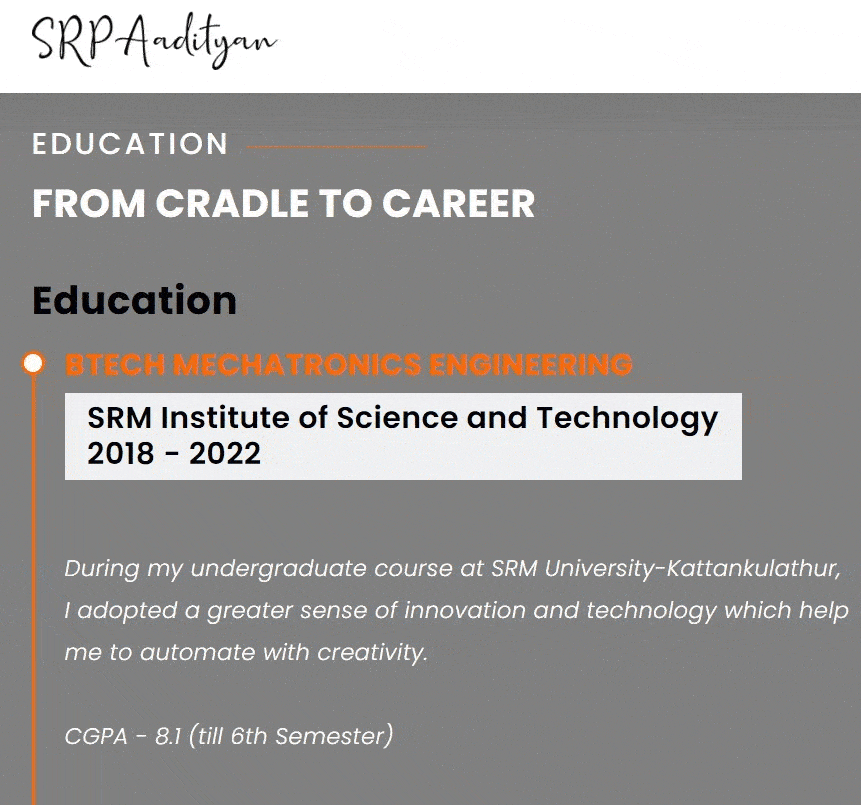 SRP Aadityan
EDUCATION
FROM CRADLE TO CAREER
Education
BTECH MECHATRONICS ENGINEERING
SRM Institute of Science and Technology
2018 - 2022
During my undergraduate course at SRM University-Kattankulathur,
I adopted a greater sense of innovation and technology which help
me to automate with creativity.
CGPA - 8.1 (till 6th Semester)